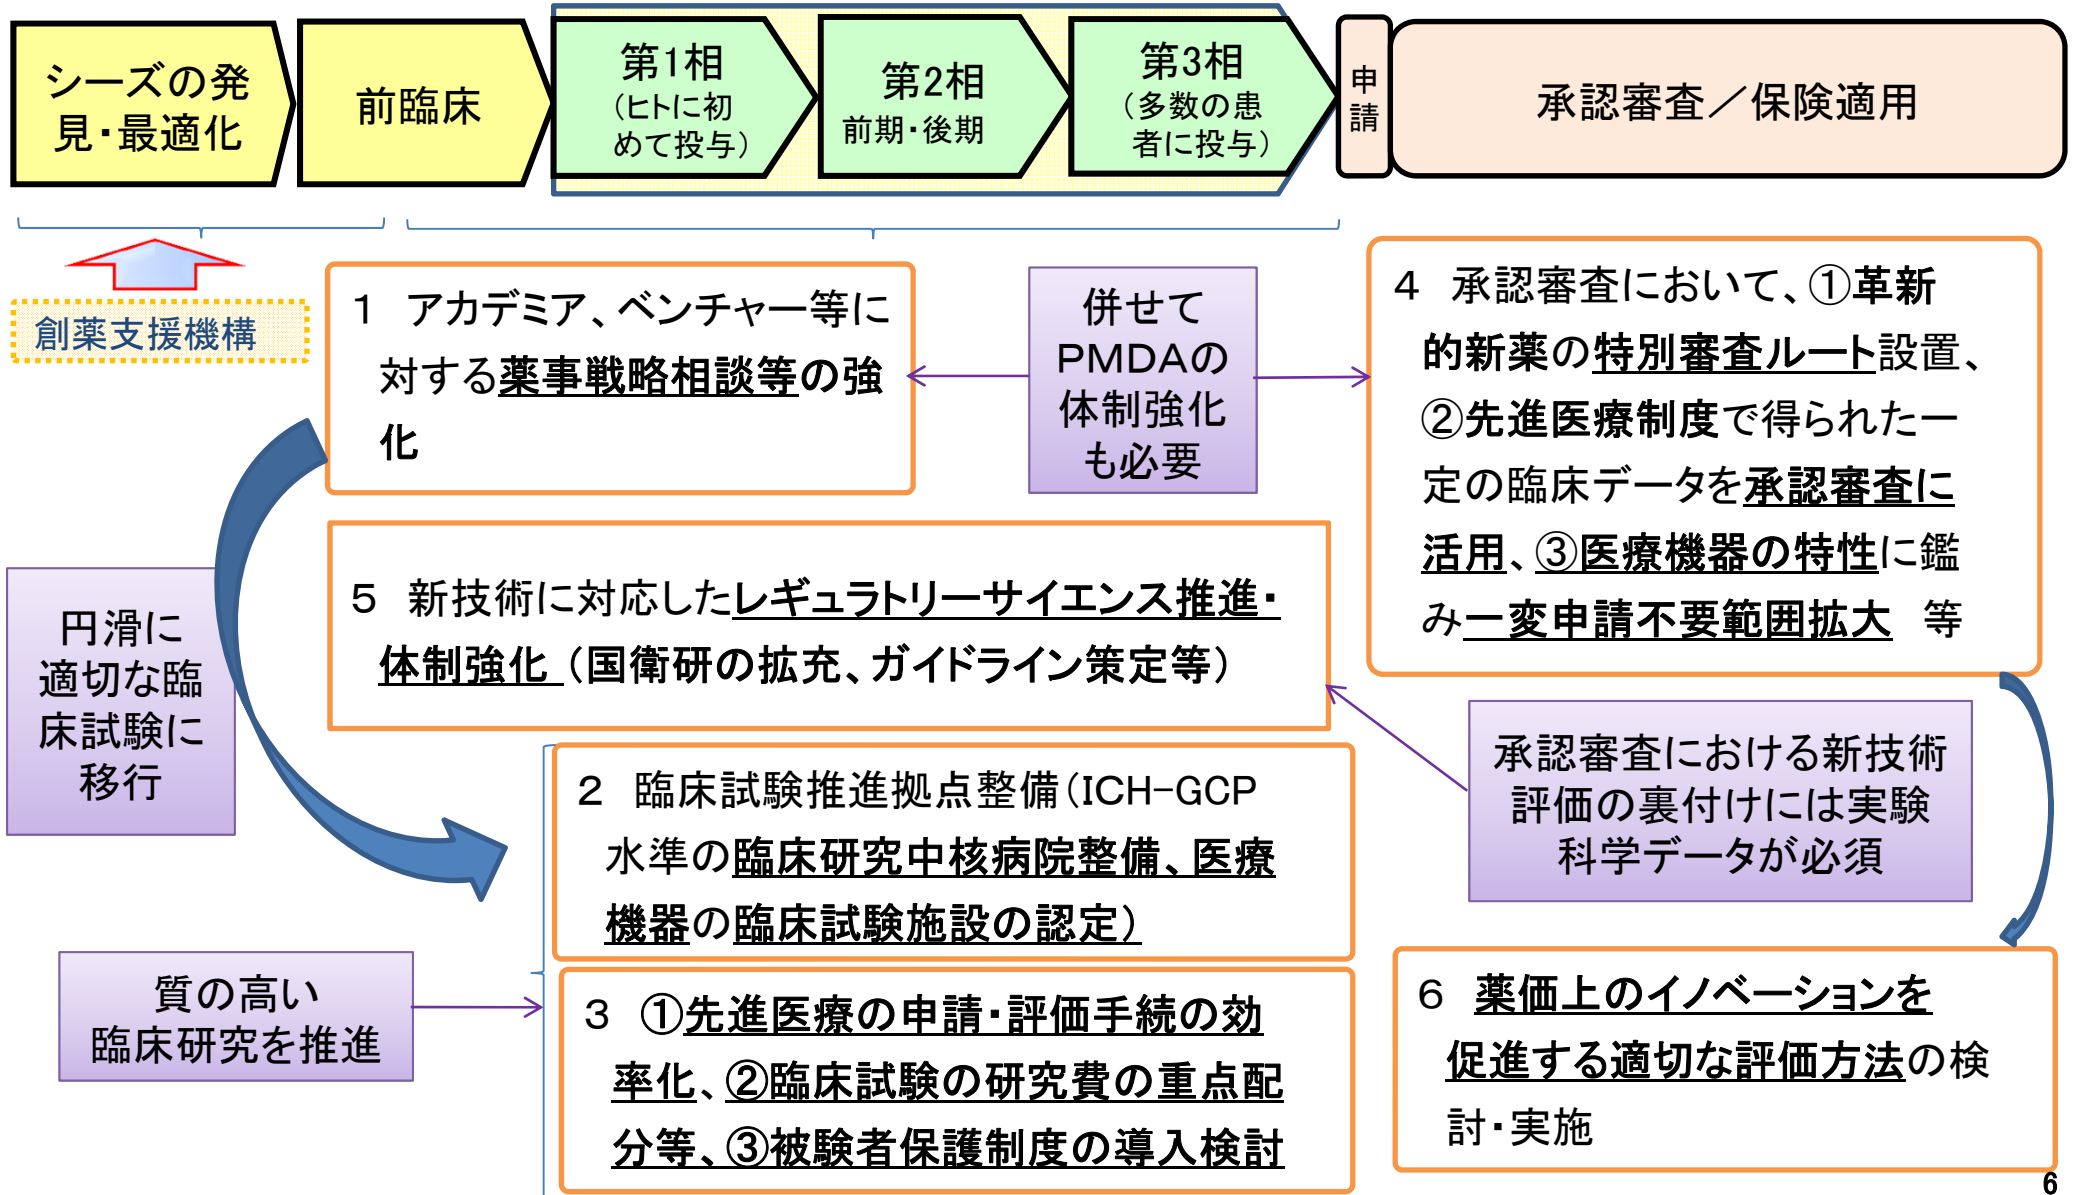 シーズの発
見・最適化
前臨床
第1相
（ヒトに初
めて投与）
第2相
前期・後期
第3相
（多数の患
者に投与）
申
請
承認審査／保険適用
創薬支援機構
１　アカデミア、ベンチャー等に
対する薬事戦略相談等の強
化
併せて
ＰＭＤＡの
体制強化
も必要
４　承認審査において、①革新
的新薬の特別審査ルート設置、
②先進医療制度で得られた一
定の臨床データを承認審査に
活用、③医療機器の特性に鑑
み一変申請不要範囲拡大　等
５　新技術に対応したレギュラトリーサイエンス推進・
体制強化（国衛研の拡充、ガイドライン策定等）
円滑に
適切な臨
床試験に
移行
２　臨床試験推進拠点整備（ICH-GCP
水準の臨床研究中核病院整備、医療
機器の臨床試験施設の認定）
承認審査における新技術
評価の裏付けには実験
科学データが必須
質の高い
臨床研究を推進
３　①先進医療の申請・評価手続の効
率化、②臨床試験の研究費の重点配
分等、③被験者保護制度の導入検討
６　薬価上のイノベーションを
促進する適切な評価方法の検
討・実施
6